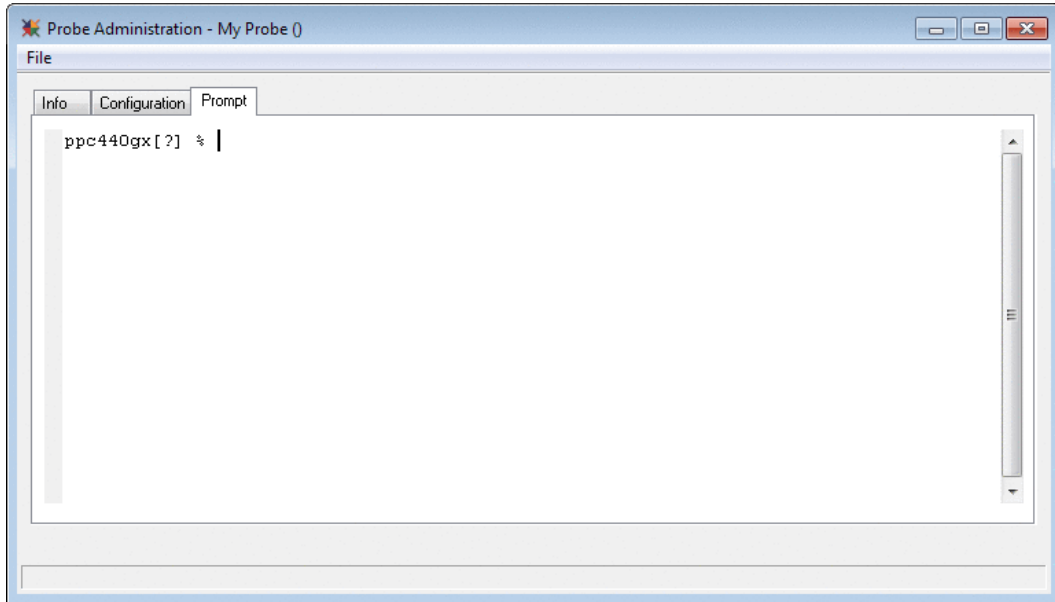 Probe Administration - My Probe ()
File
Info Configuration Prompt
ppc440gx[?] %